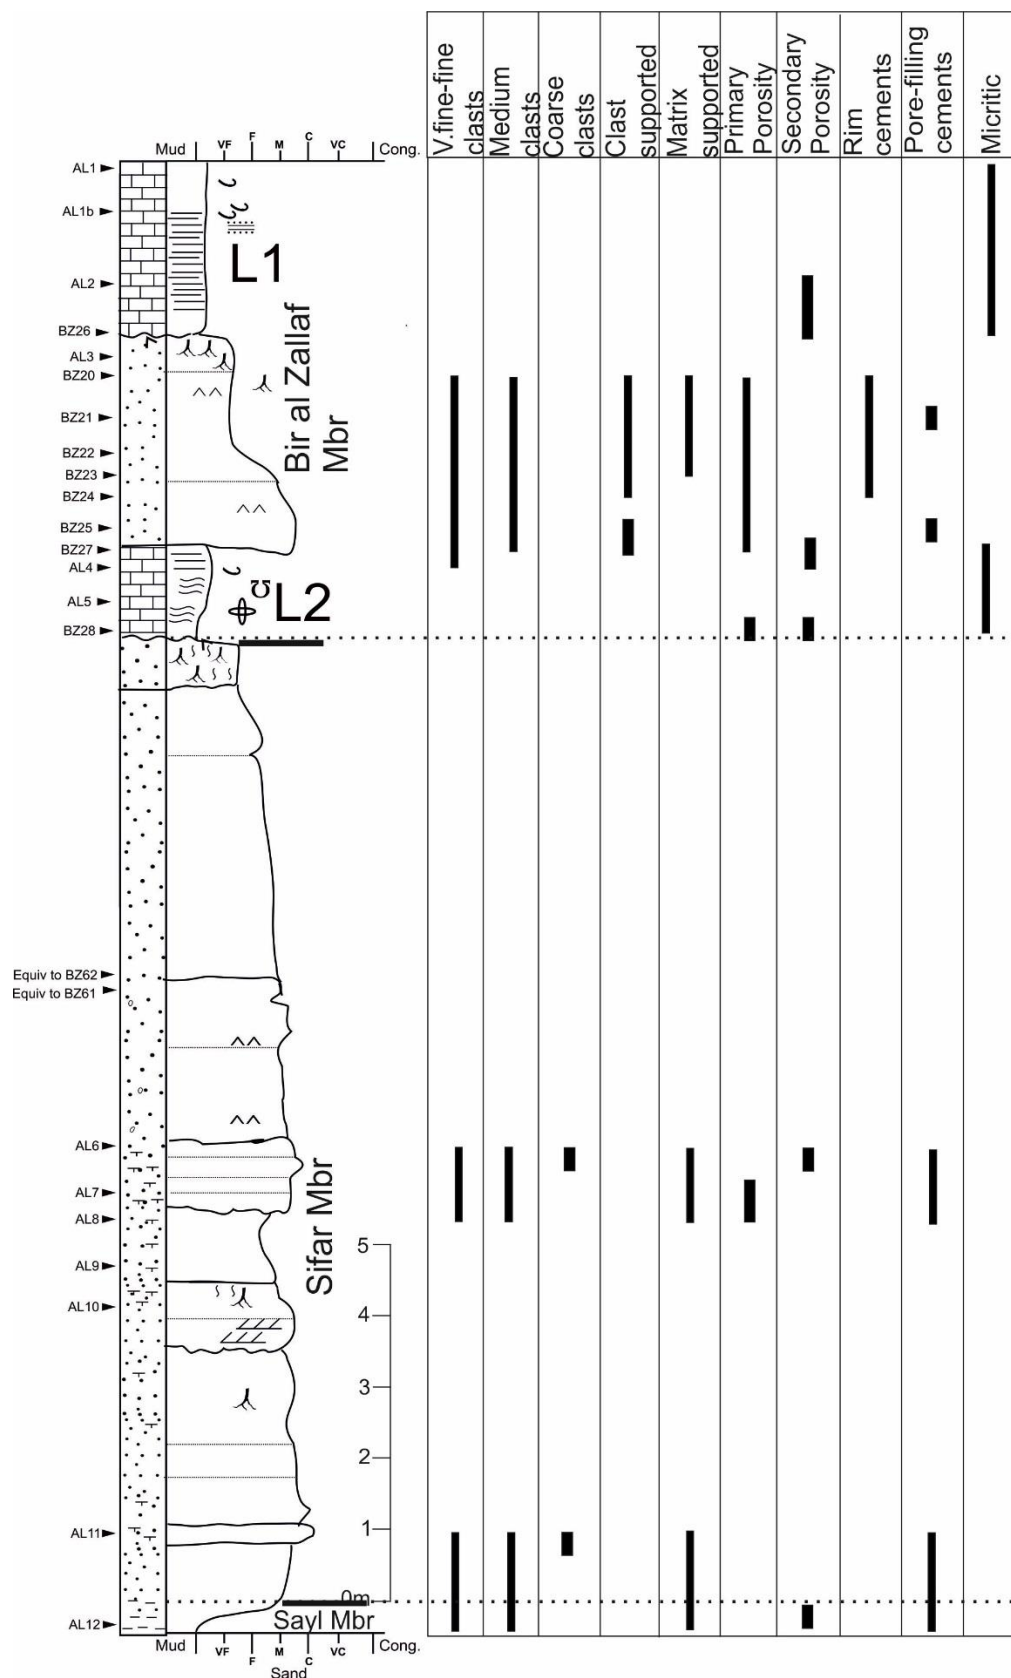 V.fine-fine
clasts
Medium
clasts
Coarse
clasts
Clast
supported
Matrix
supported
Primary
Porosity
Secondary
Porosity
Rim
cements
Pore-filling
cements
Micritic
Mud VF F M C VC Cong.
AL1
AL1b
L1
AL2
BZ26
AL3
BZ20
Bir al Zallaf
Mbr
BZ21
BZ22
BZ23
BZ24
BZ25
BZ27
AL4
L2
AL5
BZ28
Equiv to BZ62
Equiv to BZ61
AL6
Sifar Mbr
AL7
AL8
5
AL9
AL10
4
3
2
AL11
1
0m
Sayl Mbr
AL12
Mud VF F M C VC Cong.
Sand